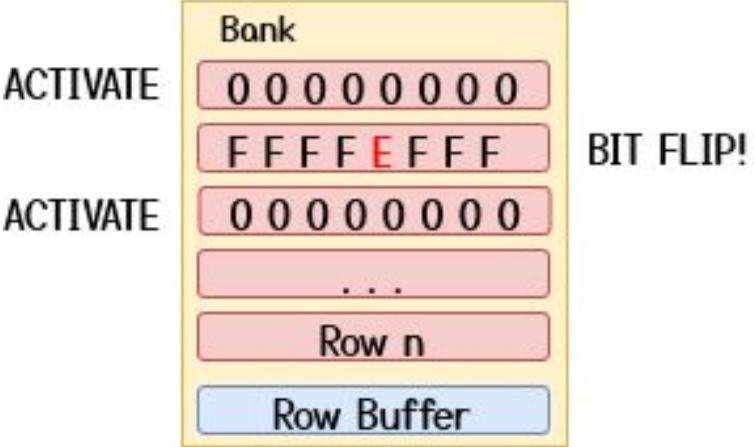 Bank
ACTIVATE 0 0 0 0 0 0 0 0
F F F F E F F F BIT FLIP!
ACTIVATE 0 0 0 0 0 0 0 0
. . .
Row n
Row Buffer